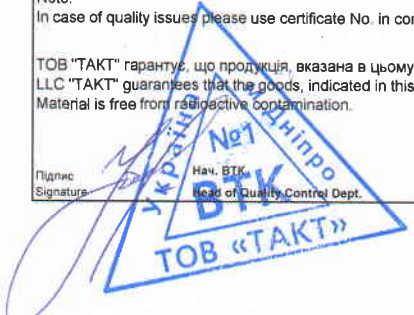 Note:
In case of quality issues please use certificate No. in con
ТОВ "ТАКТ" гарантує, що продукція, вказана в цьому
LLC "TAKT" guarantees that the goods, indicated in this
Material is free from radioactive contamination.
Підпис
Signature
Нач. ВТК
Head of Quality Control Dept.
Україна
м. Дніпро
№1
ВТК
ТОВ «ТАКТ»